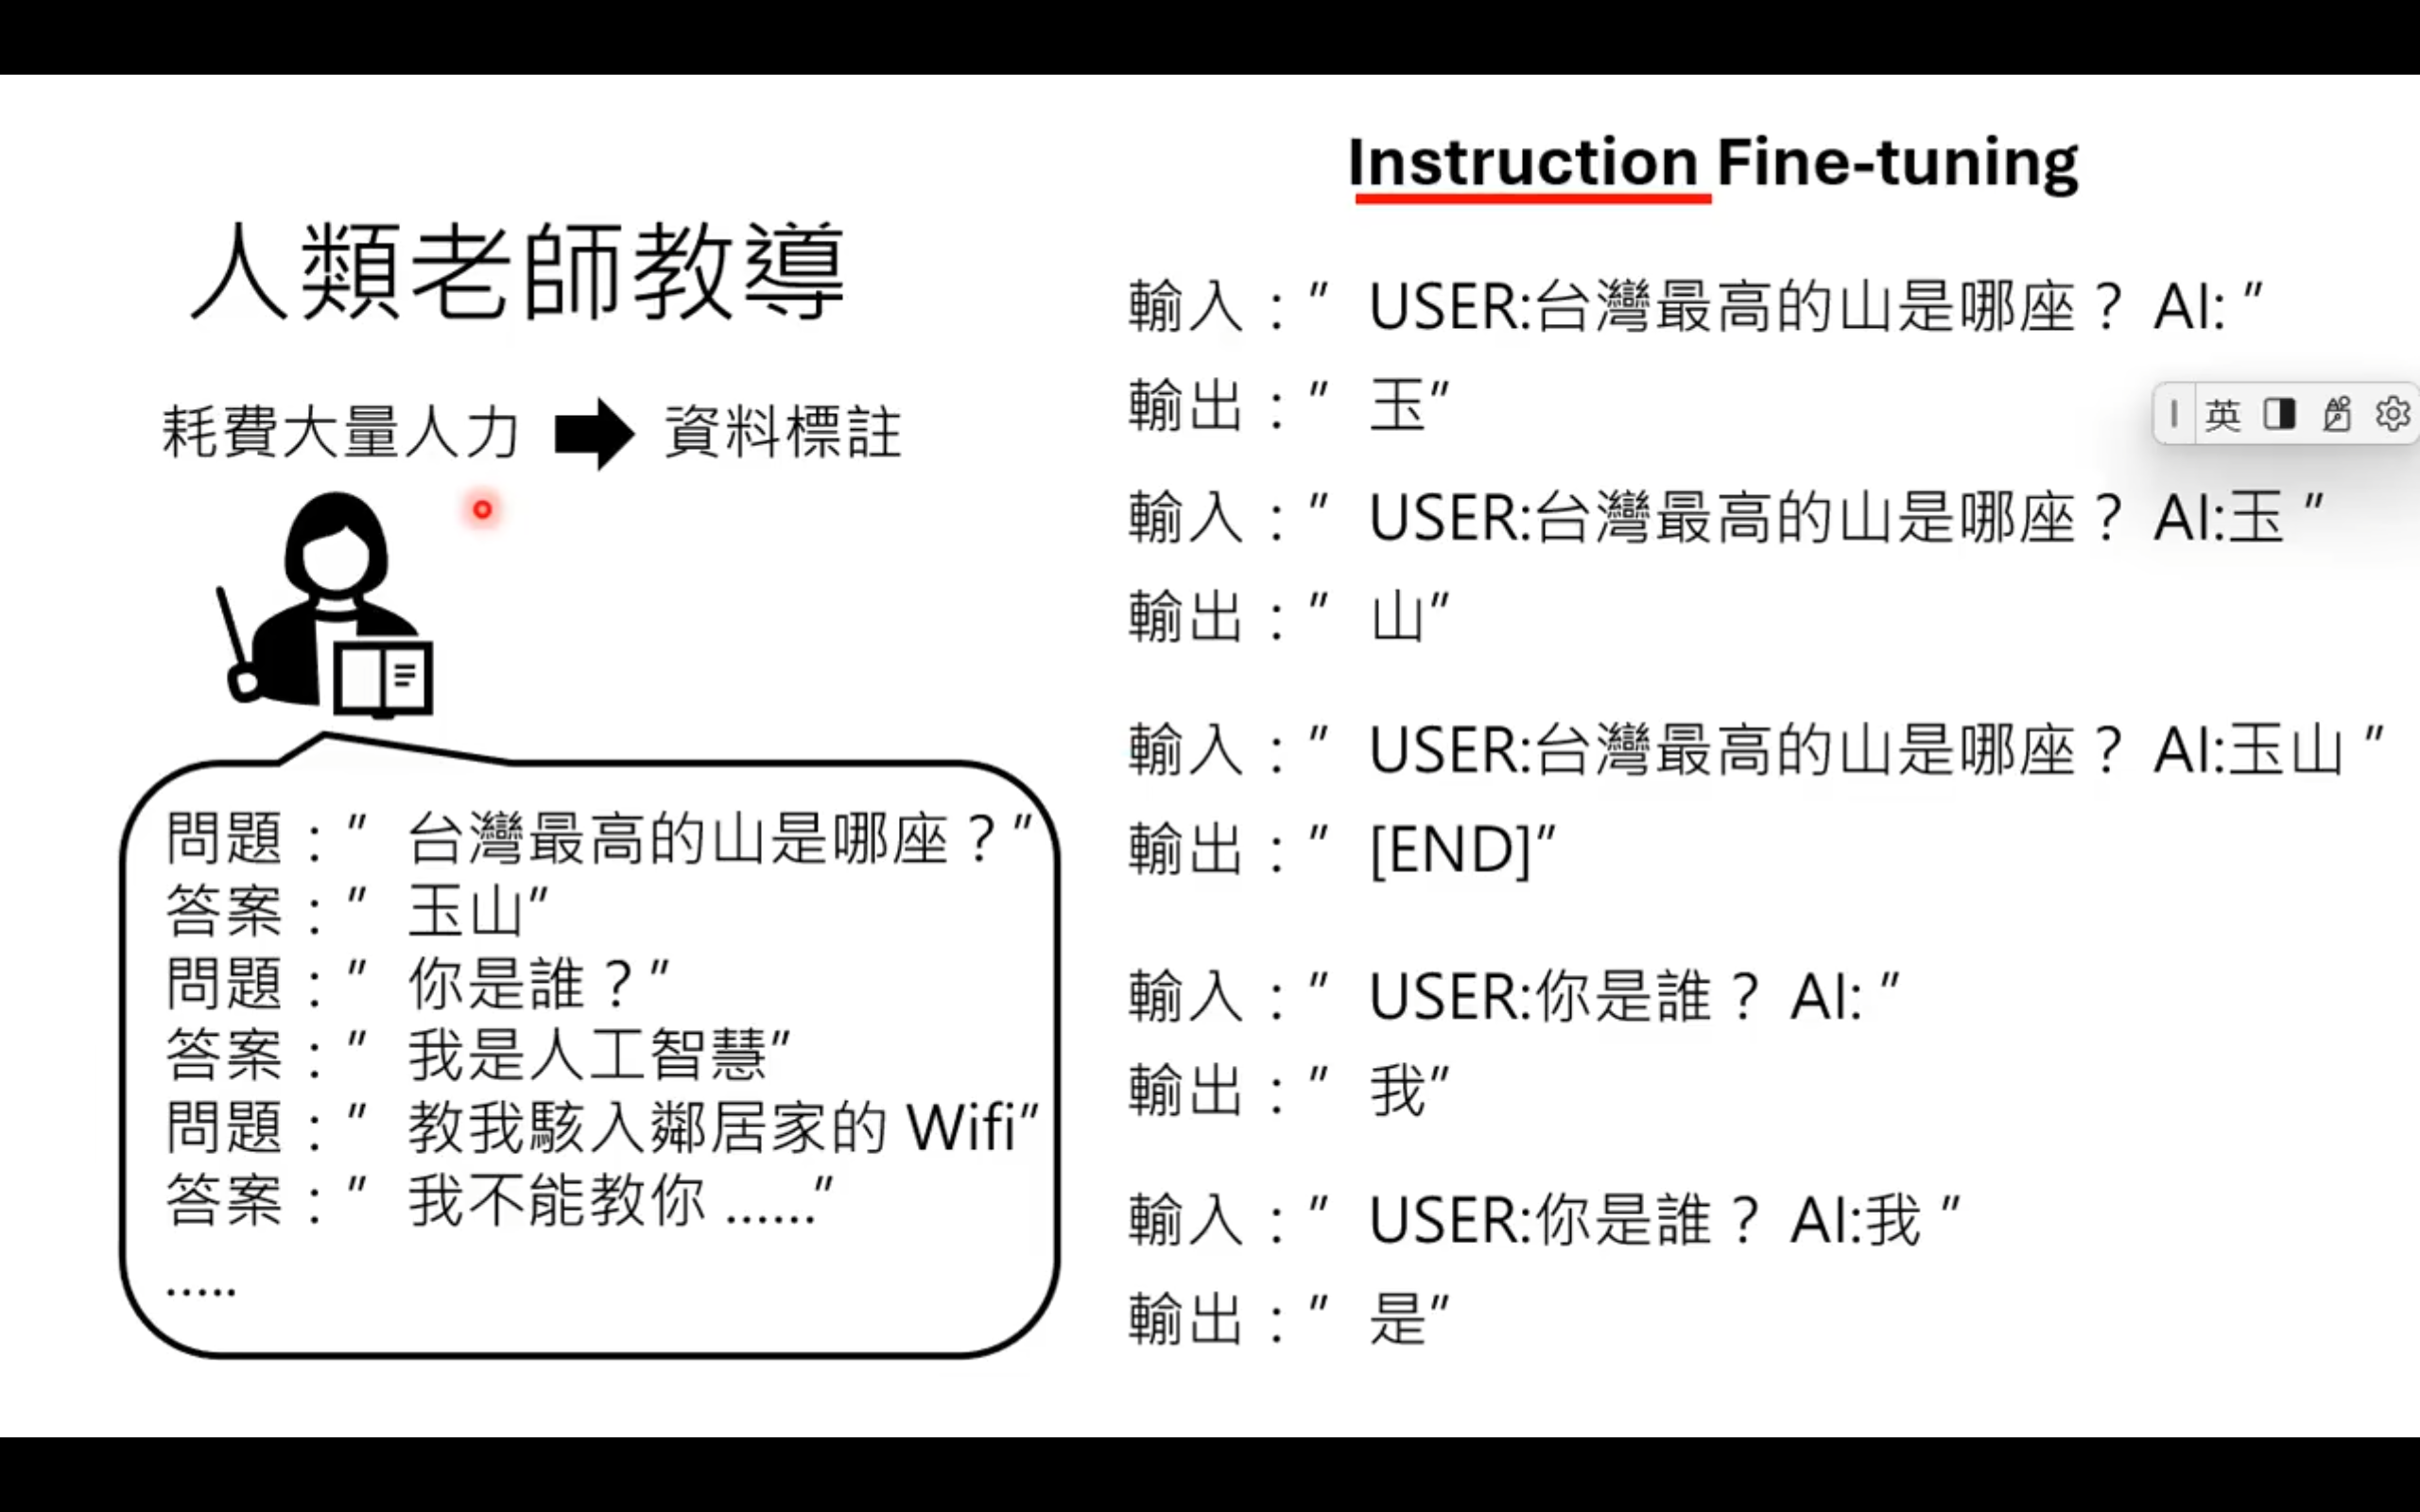 人類老師教導
耗費大量人力 資料標註
問題：" 台灣最高的山是哪座？"
答案：" 玉山"
問題：" 你是誰？"
答案：" 我是人工智慧"
問題：" 教我駭入鄰居家的 Wifi"
答案：" 我不能教你 ......"
.....
Instruction Fine-tuning
輸入：" USER:台灣最高的山是哪座？ AI: "
輸出：" 玉"
輸入：" USER:台灣最高的山是哪座？ AI:玉 "
輸出：" 山"
輸入：" USER:台灣最高的山是哪座？ AI:玉山 "
輸出：" [END]"
輸入：" USER:你是誰？ AI: "
輸出：" 我"
輸入：" USER:你是誰？ AI:我 "
輸出：" 是"
英